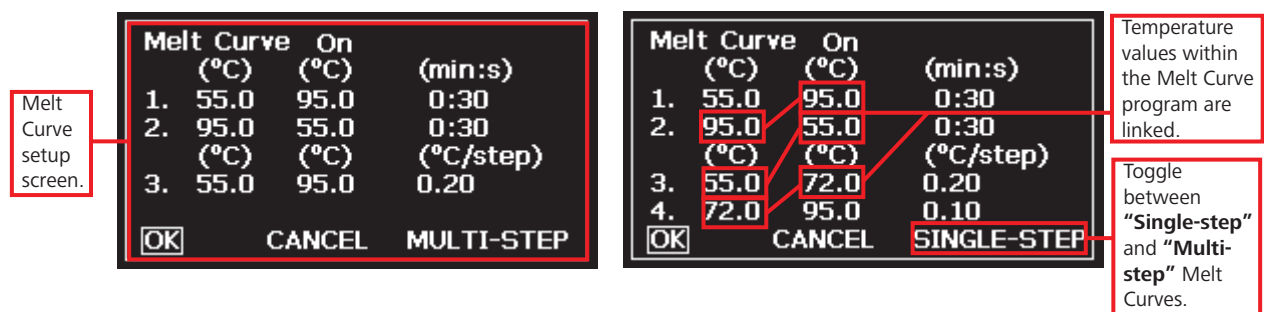 Melt
Curve
setup
screen.
Melt Curve On
(°C) (°C) (min:s)
1. 55.0 95.0 0:30
2. 95.0 55.0 0:30
(°C) (°C) (°C/step)
3. 55.0 95.0 0.20
OK CANCEL MULTI-STEP
Melt Curve On
(°C) (°C) (min:s)
1. 55.0 95.0 0:30
2. 95.0 55.0 0:30
(°C) (°C) (°C/step)
3. 55.0 72.0 0.20
4. 72.0 95.0 0.10
OK CANCEL SINGLE-STEP
Temperature
values within
the Melt Curve
program are
linked.
Toggle
between
“Single-step”
and “Multi-
step” Melt
Curves.